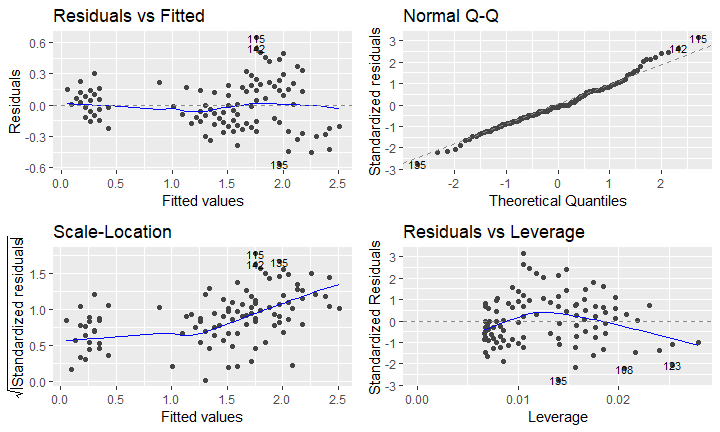 Residuals vs Fitted
Residuals
0.6
0.3
0.0
-0.3
-0.6
115
142
135
0.0 0.5 1.0 1.5 2.0 2.5
Fitted values
Normal Q-Q
Standardized residuals
3
2
1
0
-1
-2
-3
115
142
135
-2 -1 0 1 2
Theoretical Quantiles
Scale-Location
√|Standardized residuals|
1.5
1.0
0.5
0.0
115
142 135
0.0 0.5 1.0 1.5 2.0 2.5
Fitted values
Residuals vs Leverage
Standardized Residuals
3
2
1
0
-1
-2
-3
135
108
123
0.00 0.01 0.02
Leverage